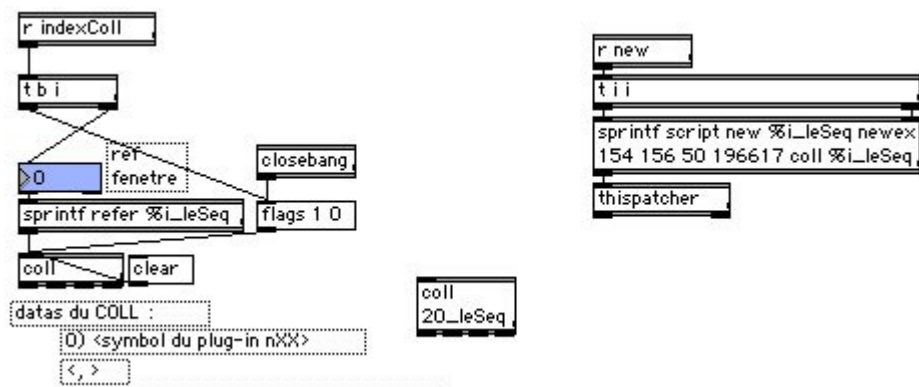 r indexColl
t b i
ref
fenetre
0
closebang
sprintf refer %i_leSeq
flags 1 0
coll
clear
datas du COLL :
0) <symbol du plug-in nXX>
<, >
coll
20_leSeq
r new
t i i
sprintf script new %i_leSeq newex
154 156 50 196617 coll %i_leSeq
thispatcher